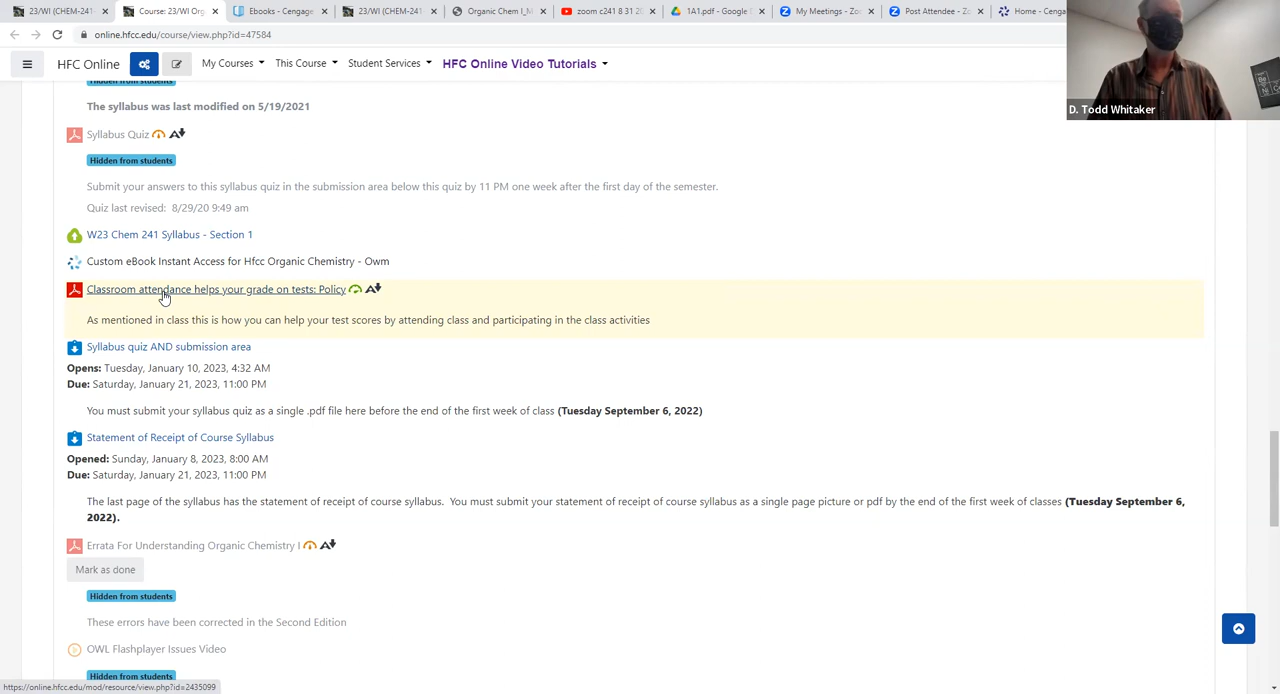 23/WI (CHEM-241-
Course: 23/WI Org
Ebooks - Cengage
23/WI (CHEM-241-
Organic Chem I_M
zoom c241 8 31 20
1A1.pdf - Google
My Meetings - Zoo
Post Attendee - Zo
Home - Cenga
online.hfcc.edu/course/view.php?id=47584
HFC Online
My Courses
This Course
Student Services
HFC Online Video Tutorials
D. Todd Whitaker
Hidden from students
The syllabus was last modified on 5/19/2021
Syllabus Quiz
Hidden from students
Submit your answers to this syllabus quiz in the submission area below this quiz by 11 PM one week after the first day of the semester.
Quiz last revised: 8/29/20 9:49 am
W23 Chem 241 Syllabus - Section 1
Custom eBook Instant Access for Hfcc Organic Chemistry - Owm
Classroom attendance helps your grade on tests: Policy
As mentioned in class this is how you can help your test scores by attending class and participating in the class activities
Syllabus quiz AND submission area
Opens: Tuesday, January 10, 2023, 4:32 AM
Due: Saturday, January 21, 2023, 11:00 PM
You must submit your syllabus quiz as a single .pdf file here before the end of the first week of class (Tuesday September 6, 2022)
Statement of Receipt of Course Syllabus
Opened: Sunday, January 8, 2023, 8:00 AM
Due: Saturday, January 21, 2023, 11:00 PM
The last page of the syllabus has the statement of receipt of course syllabus. You must submit your statement of receipt of course syllabus as a single page picture or pdf by the end of the first week of classes (Tuesday September 6,
2022).
Errata For Understanding Organic Chemistry I
Mark as done
Hidden from students
These errors have been corrected in the Second Edition
OWL Flashplayer Issues Video
Hidden from students
https://online.hfcc.edu/mod/resource/view.php?id=2435099